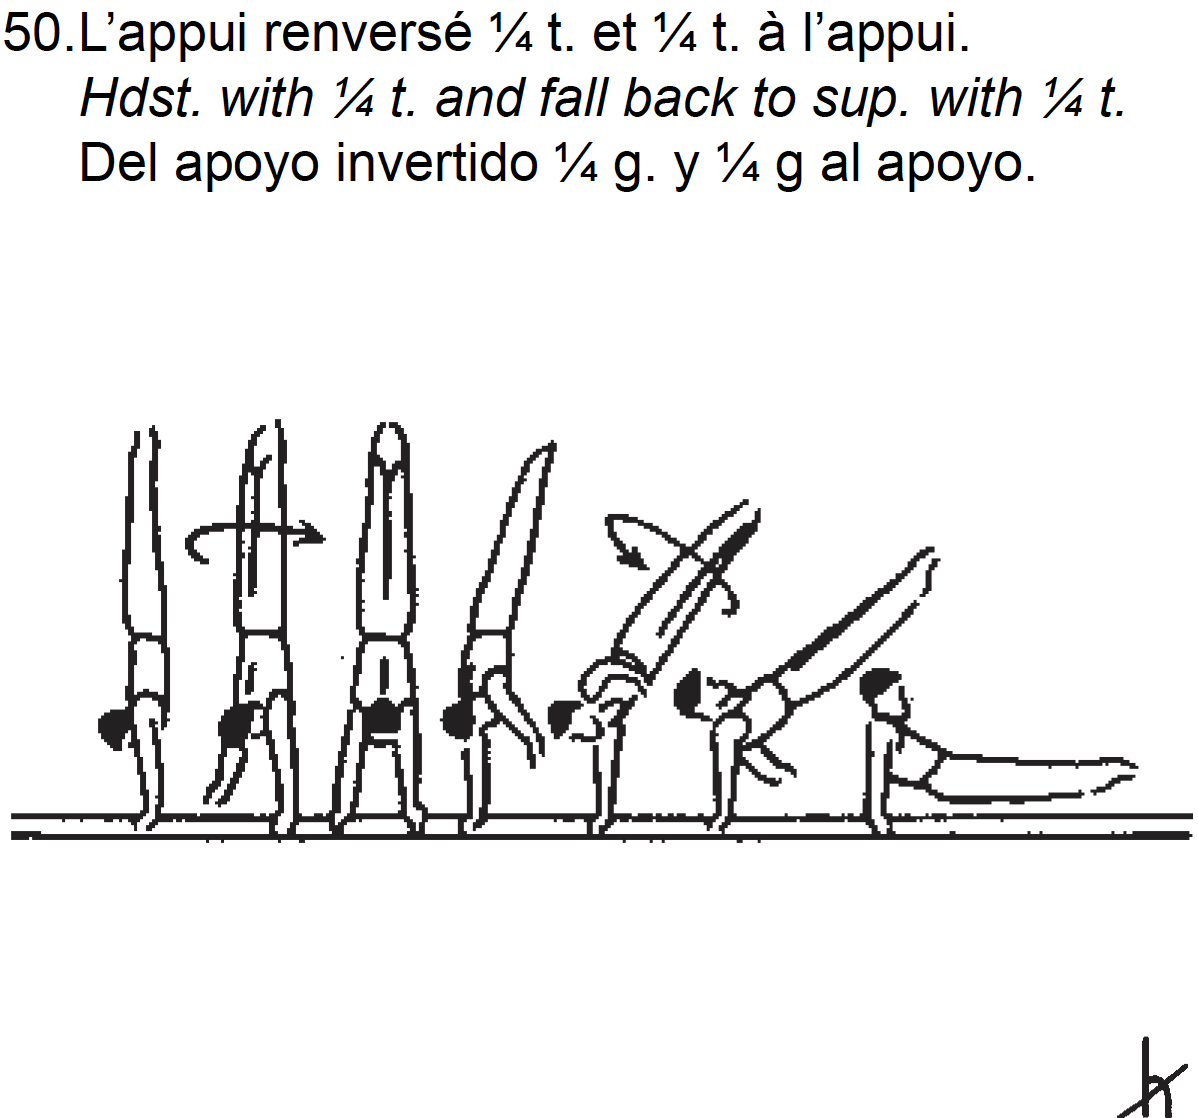 50. L’appui renversé ¼ t. et ¼ t. à l’appui.
Hdst. with ¼ t. and fall back to sup. with ¼ t.
Del apoyo invertido ¼ g. y ¼ g al apoyo.